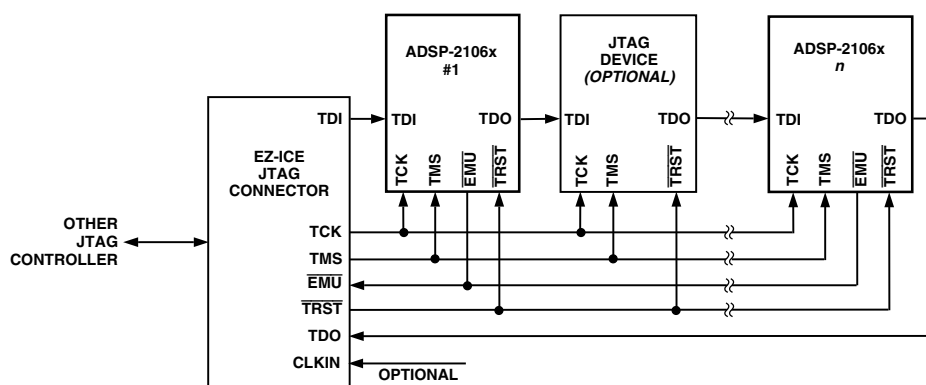 ADSP-2106x
#1
TDI
TDO
TCK
TMS
EMU
TRST
JTAG
DEVICE
(OPTIONAL)
TDI
TDO
TCK
TMS
TRST
ADSP-2106x
n
TDI
TDO
TCK
TMS
EMU
TRST
TDI
EZ-ICE
JTAG
CONNECTOR
TCK
TMS
EMU
TRST
TDO
CLKIN
OTHER
JTAG
CONTROLLER
OPTIONAL